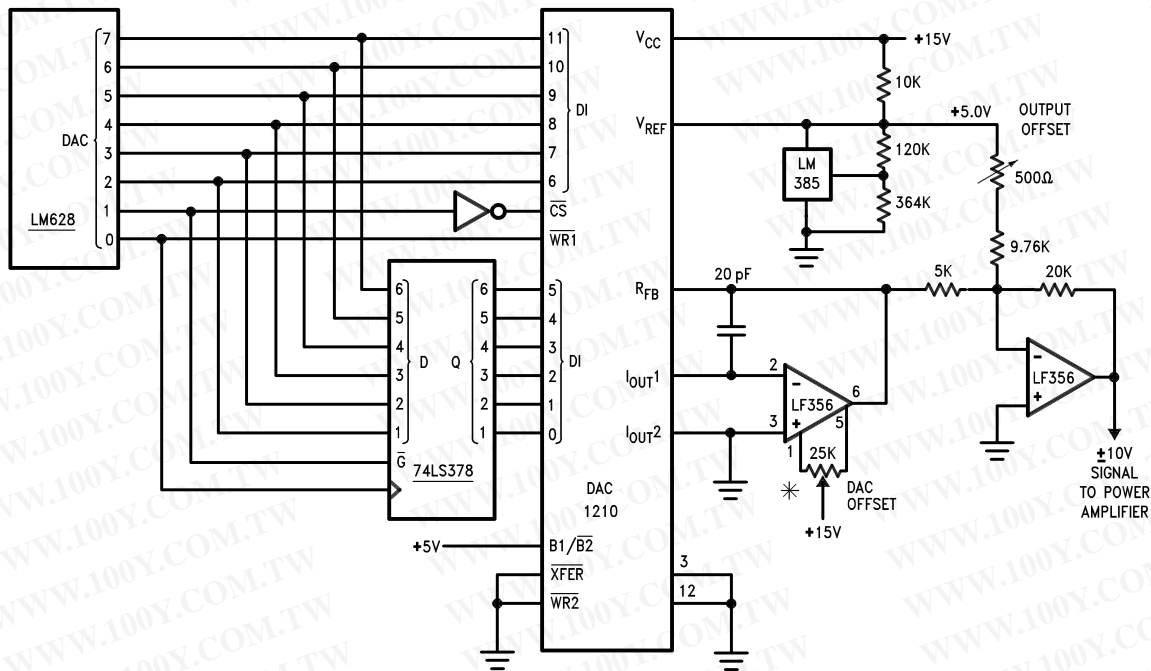 LM628
DAC
7
6
5
4
3
2
1
0
11
10
9
8
7
6
DI
CS
WR1
5
4
3
2
1
0
DI
DAC
1210
B1/B2
XFER
WR2
+5V
6
5
4
3
2
1
D
Q
6
5
4
3
2
1
G
74LS378
VCC
VREF
RFB
IOUT1
IOUT2
3
12
+15V
10K
+5.0V
OUTPUT
OFFSET
LM
385
120K
364K
500Ω
9.76K
20 pF
5K
20K
2
3
LF356
6
5
1
25K
*
DAC
OFFSET
+15V
LF356
±10V
SIGNAL
TO POWER
AMPLIFIER
WWW.100Y.COM.TW